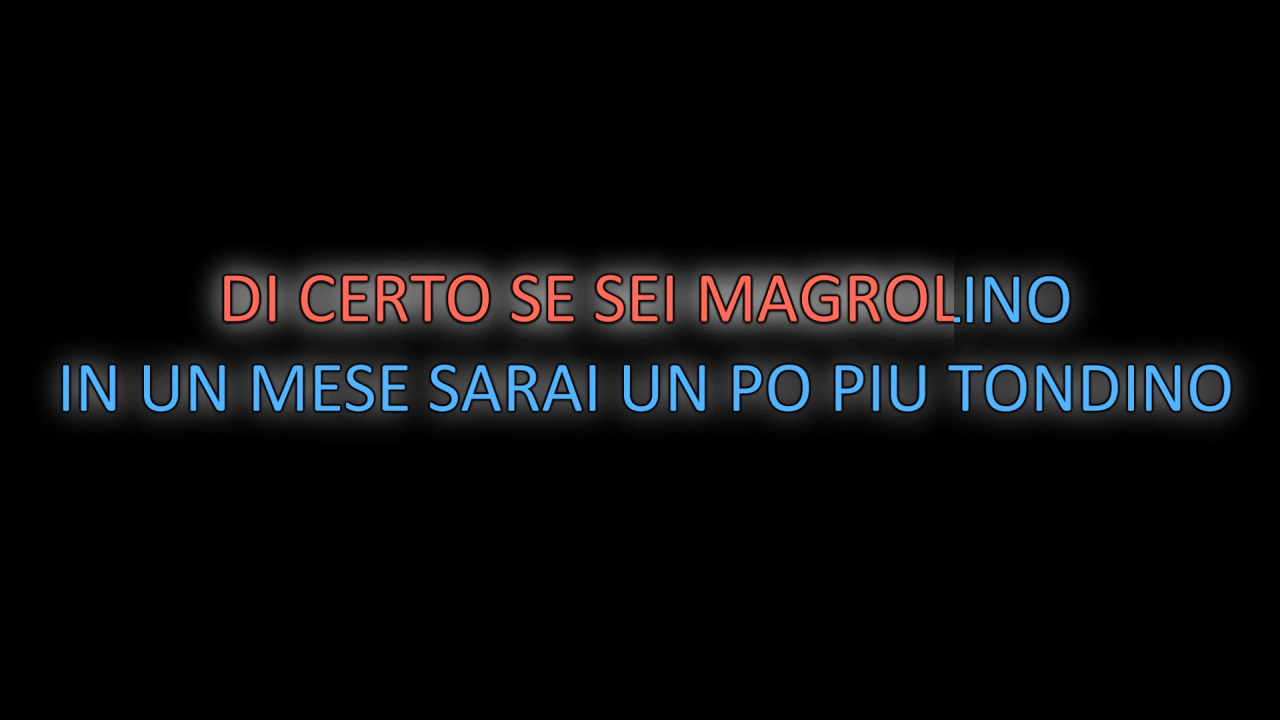 DI CERTO SE SEI MAGROLINO
IN UN MESE SARAI UN PO PIU TONDINO